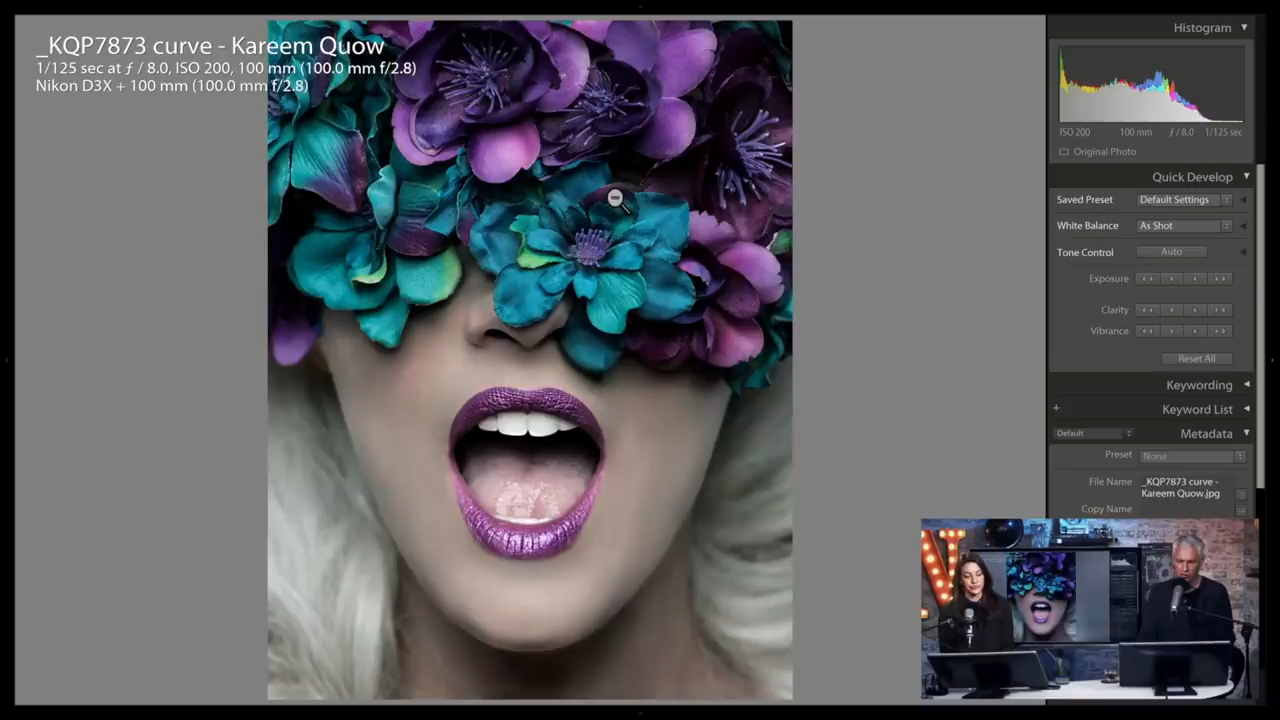 _KQP7873 curve - Kareem Quow
1/125 sec at ƒ / 8.0, ISO 200, 100 mm (100.0 mm f/2.8)
Nikon D3X + 100 mm (100.0 mm f/2.8)
Histogram
ISO 200 100 mm ƒ / 8.0 1/125 sec
Original Photo
Quick Develop
Saved Preset Default Settings
White Balance As Shot
Tone Control Auto
Exposure
Clarity
Vibrance
Reset All
Keywording
+ Keyword List
Default Metadata
Preset None
File Name _KQP7873 curve -
Kareem Quow.jpg
Copy Name
N